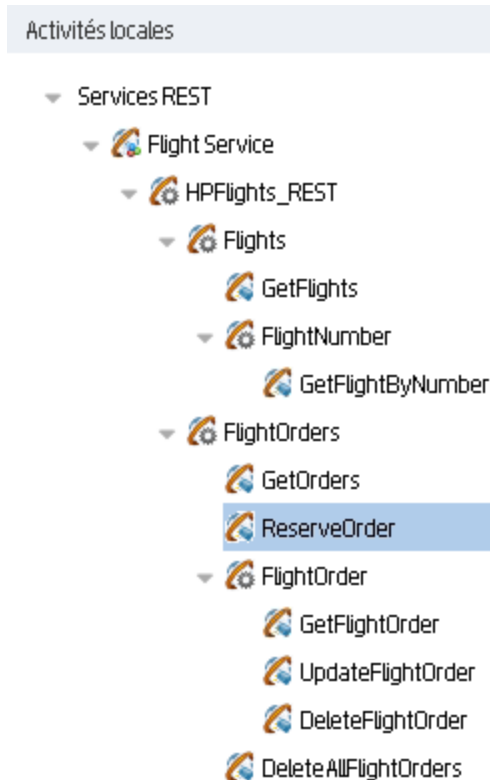 Activités locales
Services REST
Flight Service
HPFlights_REST
Flights
GetFlights
FlightNumber
GetFlightByNumber
FlightOrders
GetOrders
ReserveOrder
FlightOrder
GetFlightOrder
UpdateFlightOrder
DeleteFlightOrder
DeleteAllFlightOrders